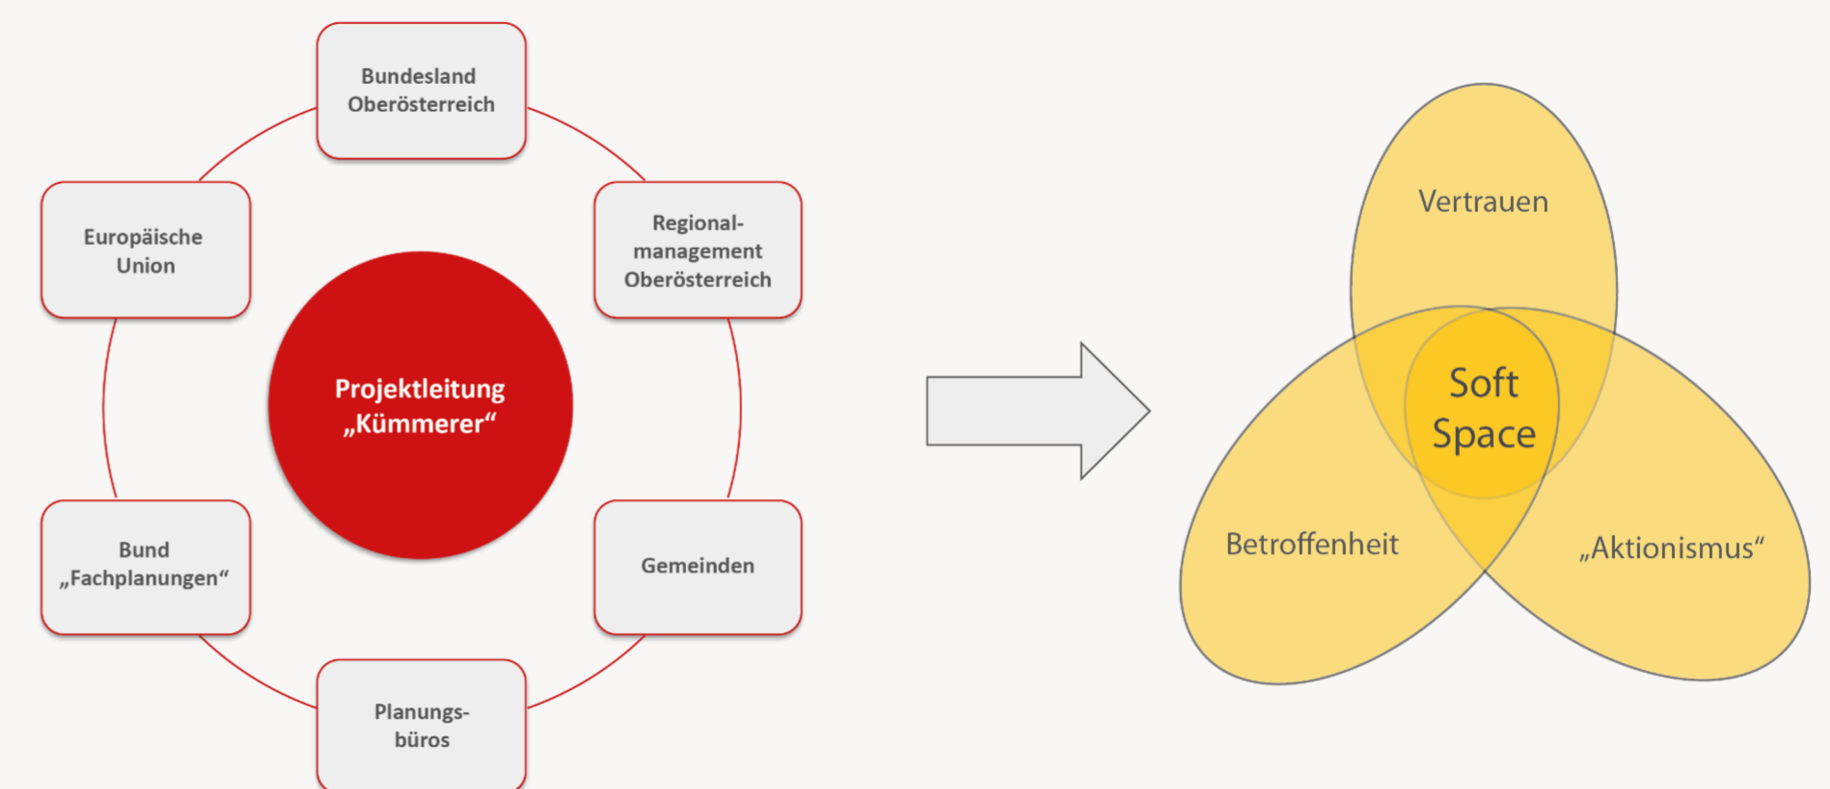 Bundesland
Oberösterreich
Europäische
Union
Regional-
management
Oberösterreich
Projektleitung
„Kümmerer“
Bund
„Fachplanungen“
Gemeinden
Planungs-
büros
Vertrauen
Soft
Space
Betroffenheit
„Aktionismus“